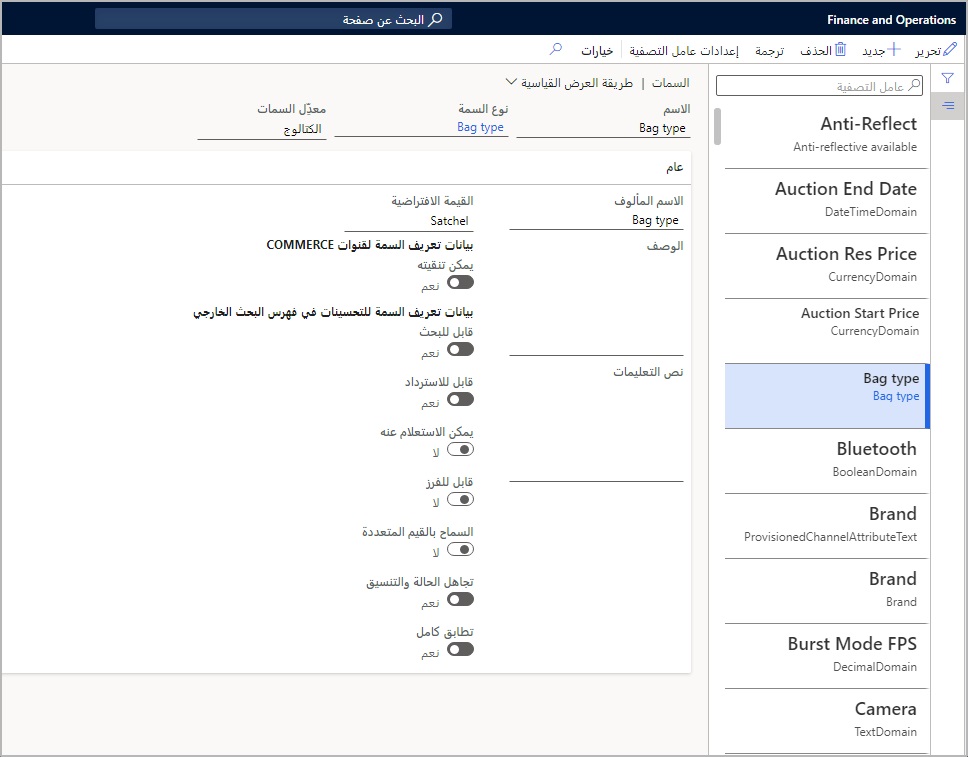 Finance and Operations
البحث عن صفحة
تحرير
جديد
الحذف
ترجمة
إعدادات عامل التصفية
خيارات
عامل التصفية
Anti-Reflect
Anti-reflective available
Auction End Date
DateTimeDomain
Auction Res Price
CurrencyDomain
Auction Start Price
CurrencyDomain
Bag type
Bag type
Bluetooth
BooleanDomain
Brand
ProvisionedChannelAttributeText
Brand
Brand
Burst Mode FPS
DecimalDomain
Camera
TextDomain
السمات | طريقة العرض القياسية
الاسم
Bag type
نوع السمة
Bag type
معدّل السمات
الكتالوج
عام
الاسم المألوف
Bag type
الوصف
نص التعليمات
القيمة الافتراضية
Satchel
بيانات تعريف السمة لقنوات COMMERCE
يمكن تنقيته
نعم
بيانات تعريف السمة للتحسينات في فهرس البحث الخارجي
قابل للبحث
نعم
قابل للاسترداد
نعم
يمكن الاستعلام عنه
لا
قابل للفرز
لا
السماح بالقيم المتعددة
لا
تجاهل الحالة والتنسيق
نعم
تطابق كامل
نعم